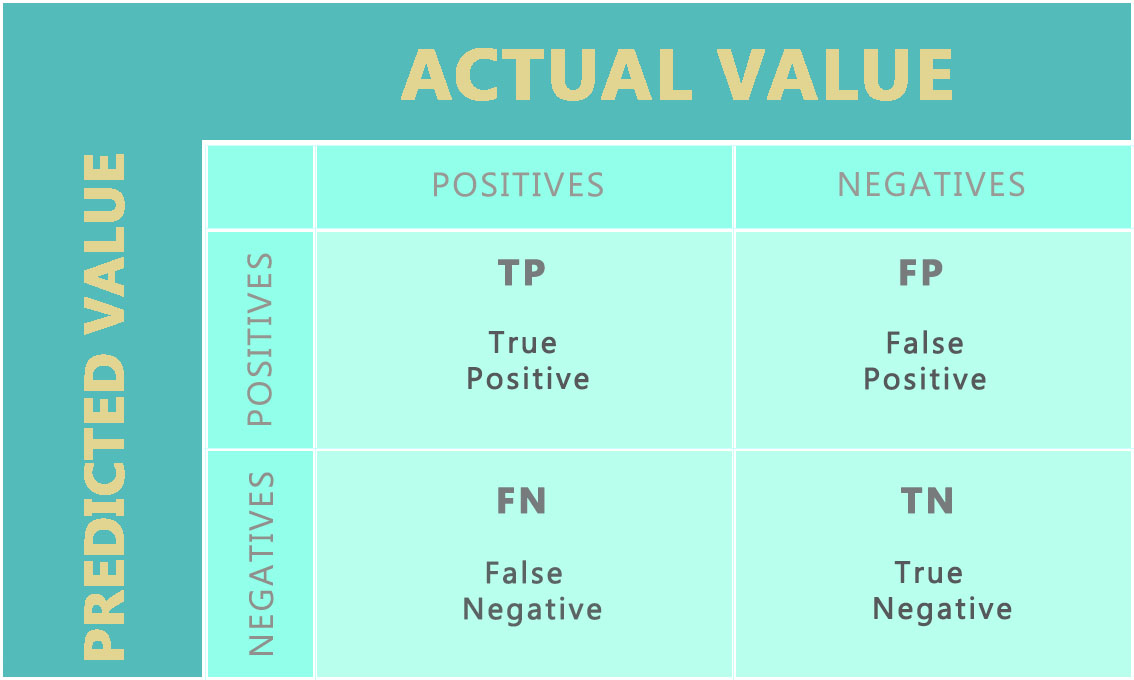 ACTUAL VALUE
PREDICTED VALUE
POSITIVES
NEGATIVES
POSITIVES
TP
True
Positive
FP
False
Positive
NEGATIVES
FN
False
Negative
TN
True
Negative